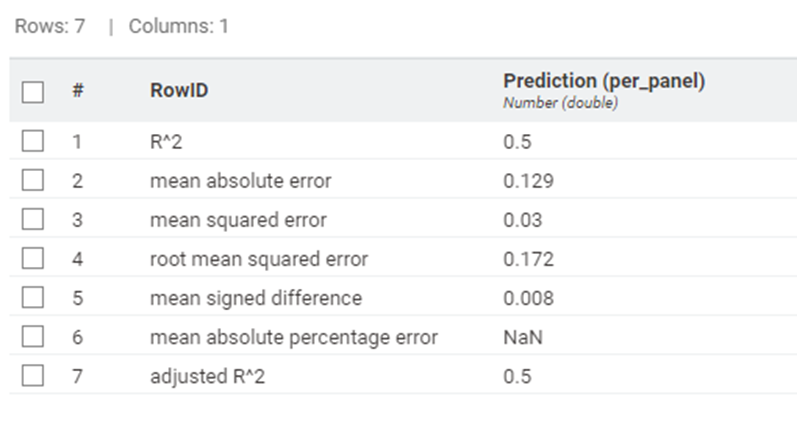 Rows: 7 | Columns: 1
# RowID Prediction (per_panel)
Number (double)
1 R^2 0.5
2 mean absolute error 0.129
3 mean squared error 0.03
4 root mean squared error 0.172
5 mean signed difference 0.008
6 mean absolute percentage error NaN
7 adjusted R^2 0.5